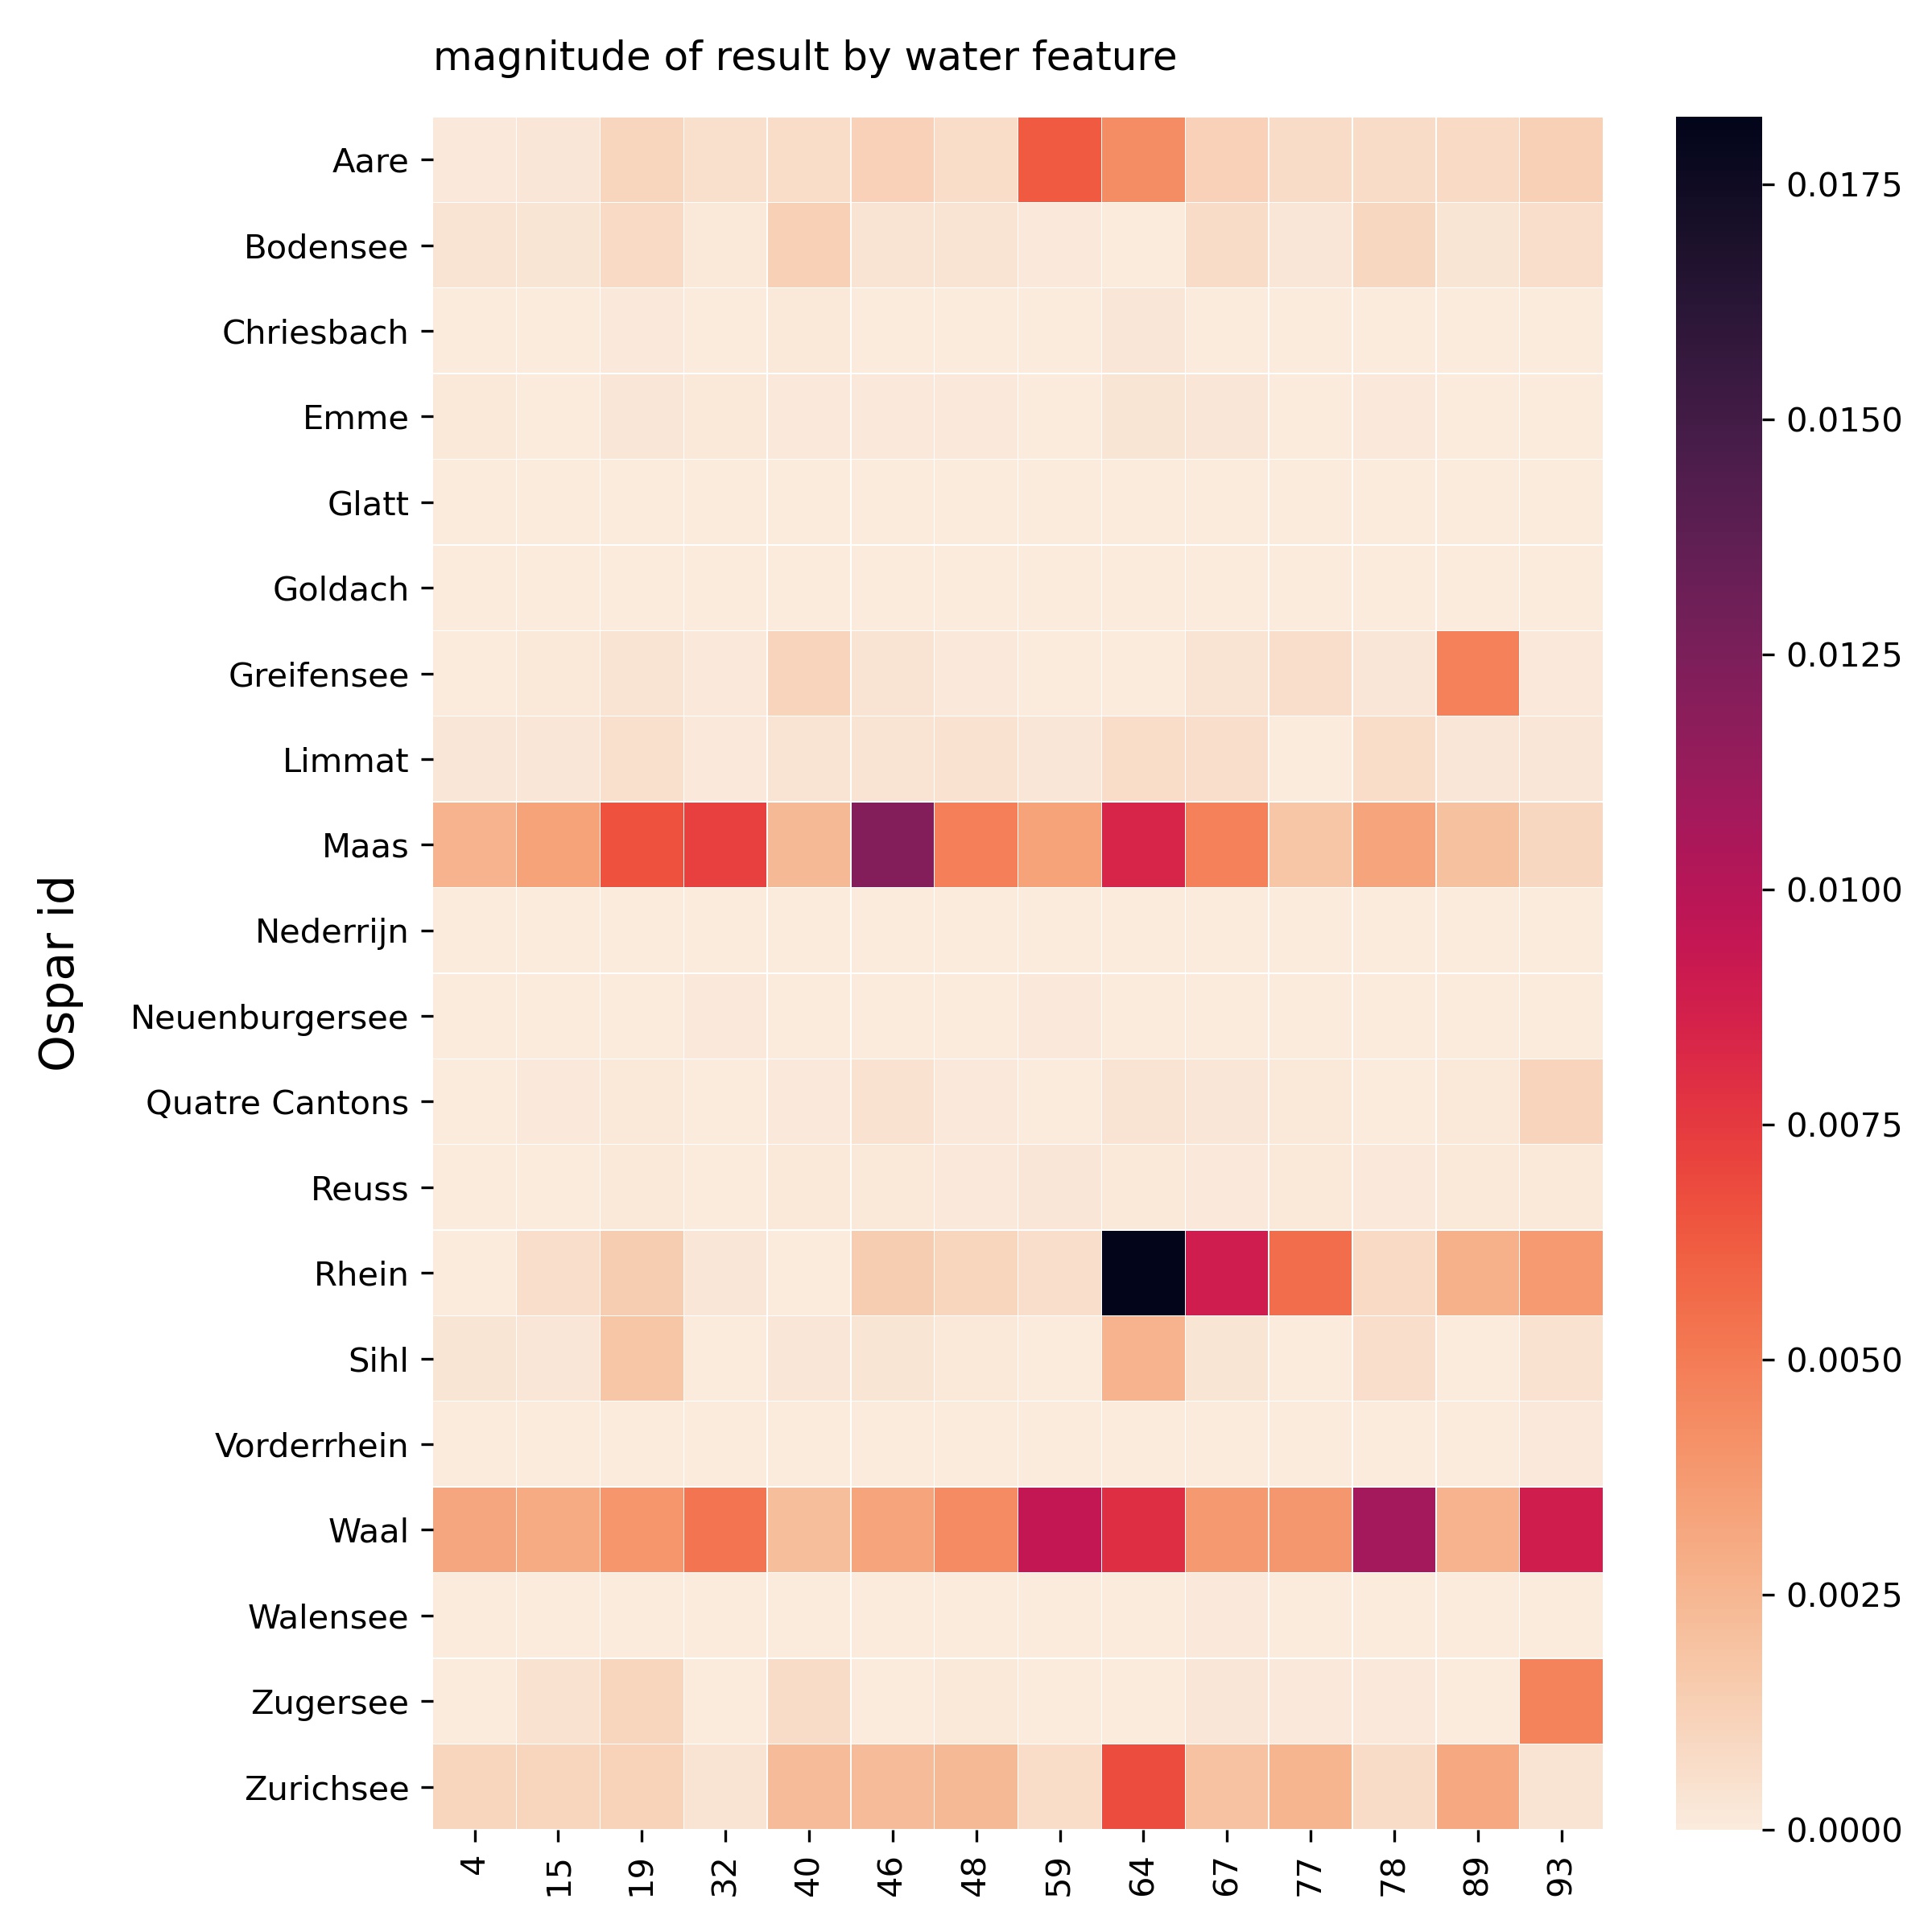 magnitude of result by water feature
Ospar id
Aare
Bodensee
Chriesbach
Emme
Glatt
Goldach
Greifensee
Limmat
Maas
Nederrijn
Neuenburgersee
Quatre Cantons
Reuss
Rhein
Sihl
Vorderrhein
Waal
Walensee
Zugersee
Zurichsee
4 15 19 32 40 46 48 59 64 67 77 78 89 93
0.0175
0.0150
0.0125
0.0100
0.0075
0.0050
0.0025
0.0000